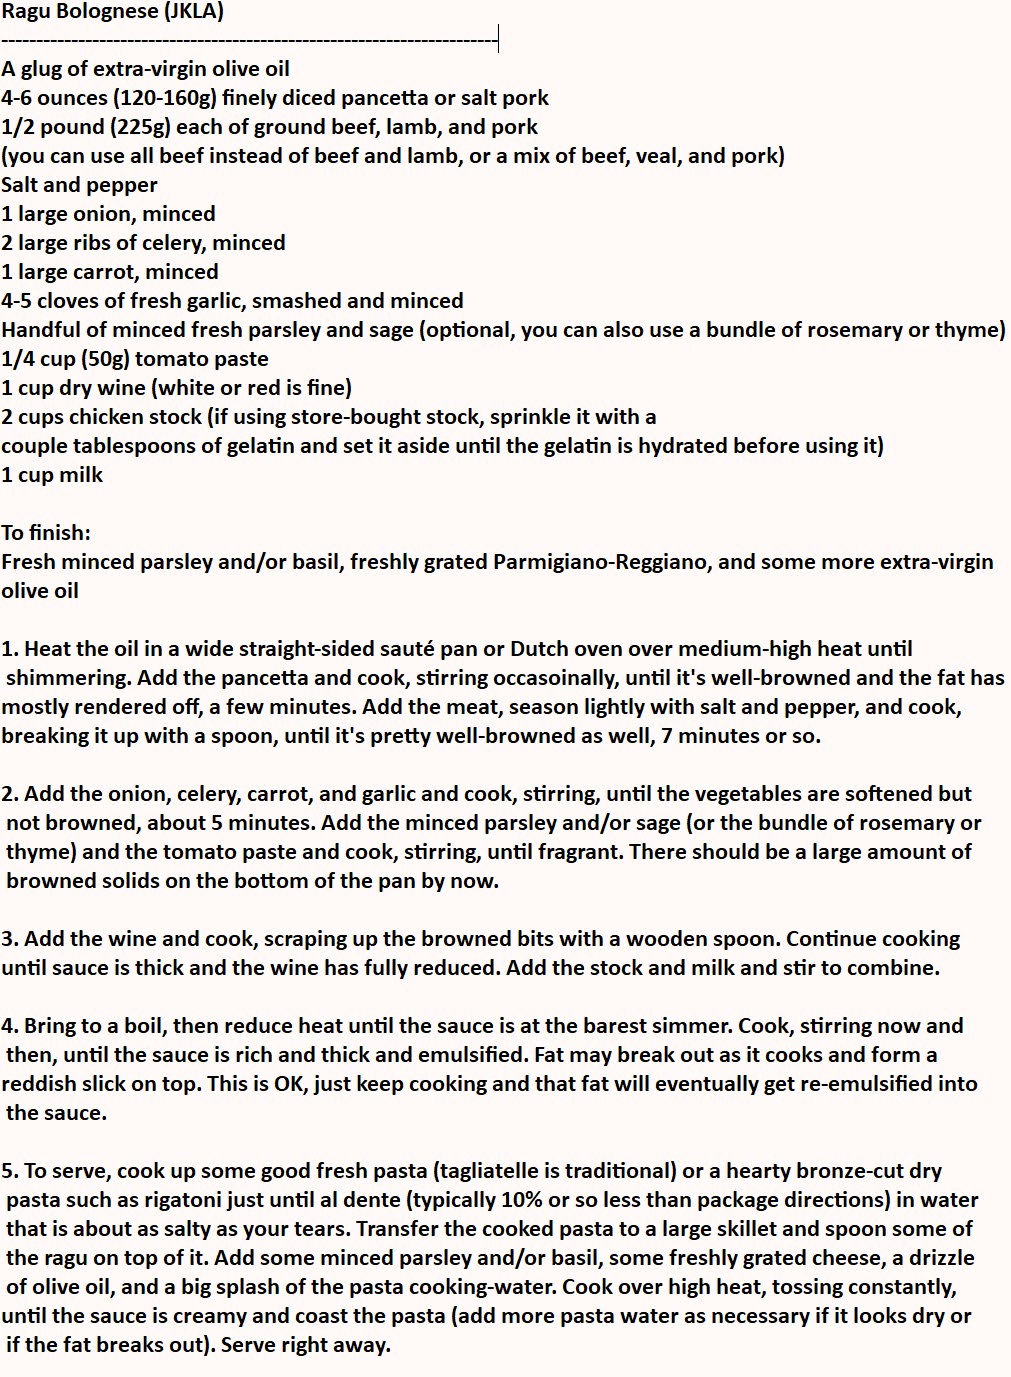 Ragu Bolognese (JKLA)
-----------------------------------------------------------------------
A glug of extra-virgin olive oil
4-6 ounces (120-160g) finely diced pancetta or salt pork
1/2 pound (225g) each of ground beef, lamb, and pork
(you can use all beef instead of beef and lamb, or a mix of beef, veal, and pork)
Salt and pepper
1 large onion, minced
2 large ribs of celery, minced
1 large carrot, minced
4-5 cloves of fresh garlic, smashed and minced
Handful of minced fresh parsley and sage (optional, you can also use a bundle of rosemary or thyme)
1/4 cup (50g) tomato paste
1 cup dry wine (white or red is fine)
2 cups chicken stock (if using store-bought stock, sprinkle it with a
couple tablespoons of gelatin and set it aside until the gelatin is hydrated before using it)
1 cup milk

To finish:
Fresh minced parsley and/or basil, freshly grated Parmigiano-Reggiano, and some more extra-virgin
olive oil

1. Heat the oil in a wide straight-sided sauté pan or Dutch oven over medium-high heat until
shimmering. Add the pancetta and cook, stirring occasoinally, until it's well-browned and the fat has
mostly rendered off, a few minutes. Add the meat, season lightly with salt and pepper, and cook,
breaking it up with a spoon, until it's pretty well-browned as well, 7 minutes or so.

2. Add the onion, celery, carrot, and garlic and cook, stirring, until the vegetables are softened but
not browned, about 5 minutes. Add the minced parsley and/or sage (or the bundle of rosemary or
thyme) and the tomato paste and cook, stirring, until fragrant. There should be a large amount of
browned solids on the bottom of the pan by now.

3. Add the wine and cook, scraping up the browned bits with a wooden spoon. Continue cooking
until sauce is thick and the wine has fully reduced. Add the stock and milk and stir to combine.

4. Bring to a boil, then reduce heat until the sauce is at the barest simmer. Cook, stirring now and
then, until the sauce is rich and thick and emulsified. Fat may break out as it cooks and form a
reddish slick on top. This is OK, just keep cooking and that fat will eventually get re-emulsified into
the sauce.

5. To serve, cook up some good fresh pasta (tagliatelle is traditional) or a hearty bronze-cut dry
pasta such as rigatoni just until al dente (typically 10% or so less than package directions) in water
that is about as salty as your tears. Transfer the cooked pasta to a large skillet and spoon some of
the ragu on top of it. Add some minced parsley and/or basil, some freshly grated cheese, a drizzle
of olive oil, and a big splash of the pasta cooking-water. Cook over high heat, tossing constantly,
until the sauce is creamy and coast the pasta (add more pasta water as necessary if it looks dry or
if the fat breaks out). Serve right away.